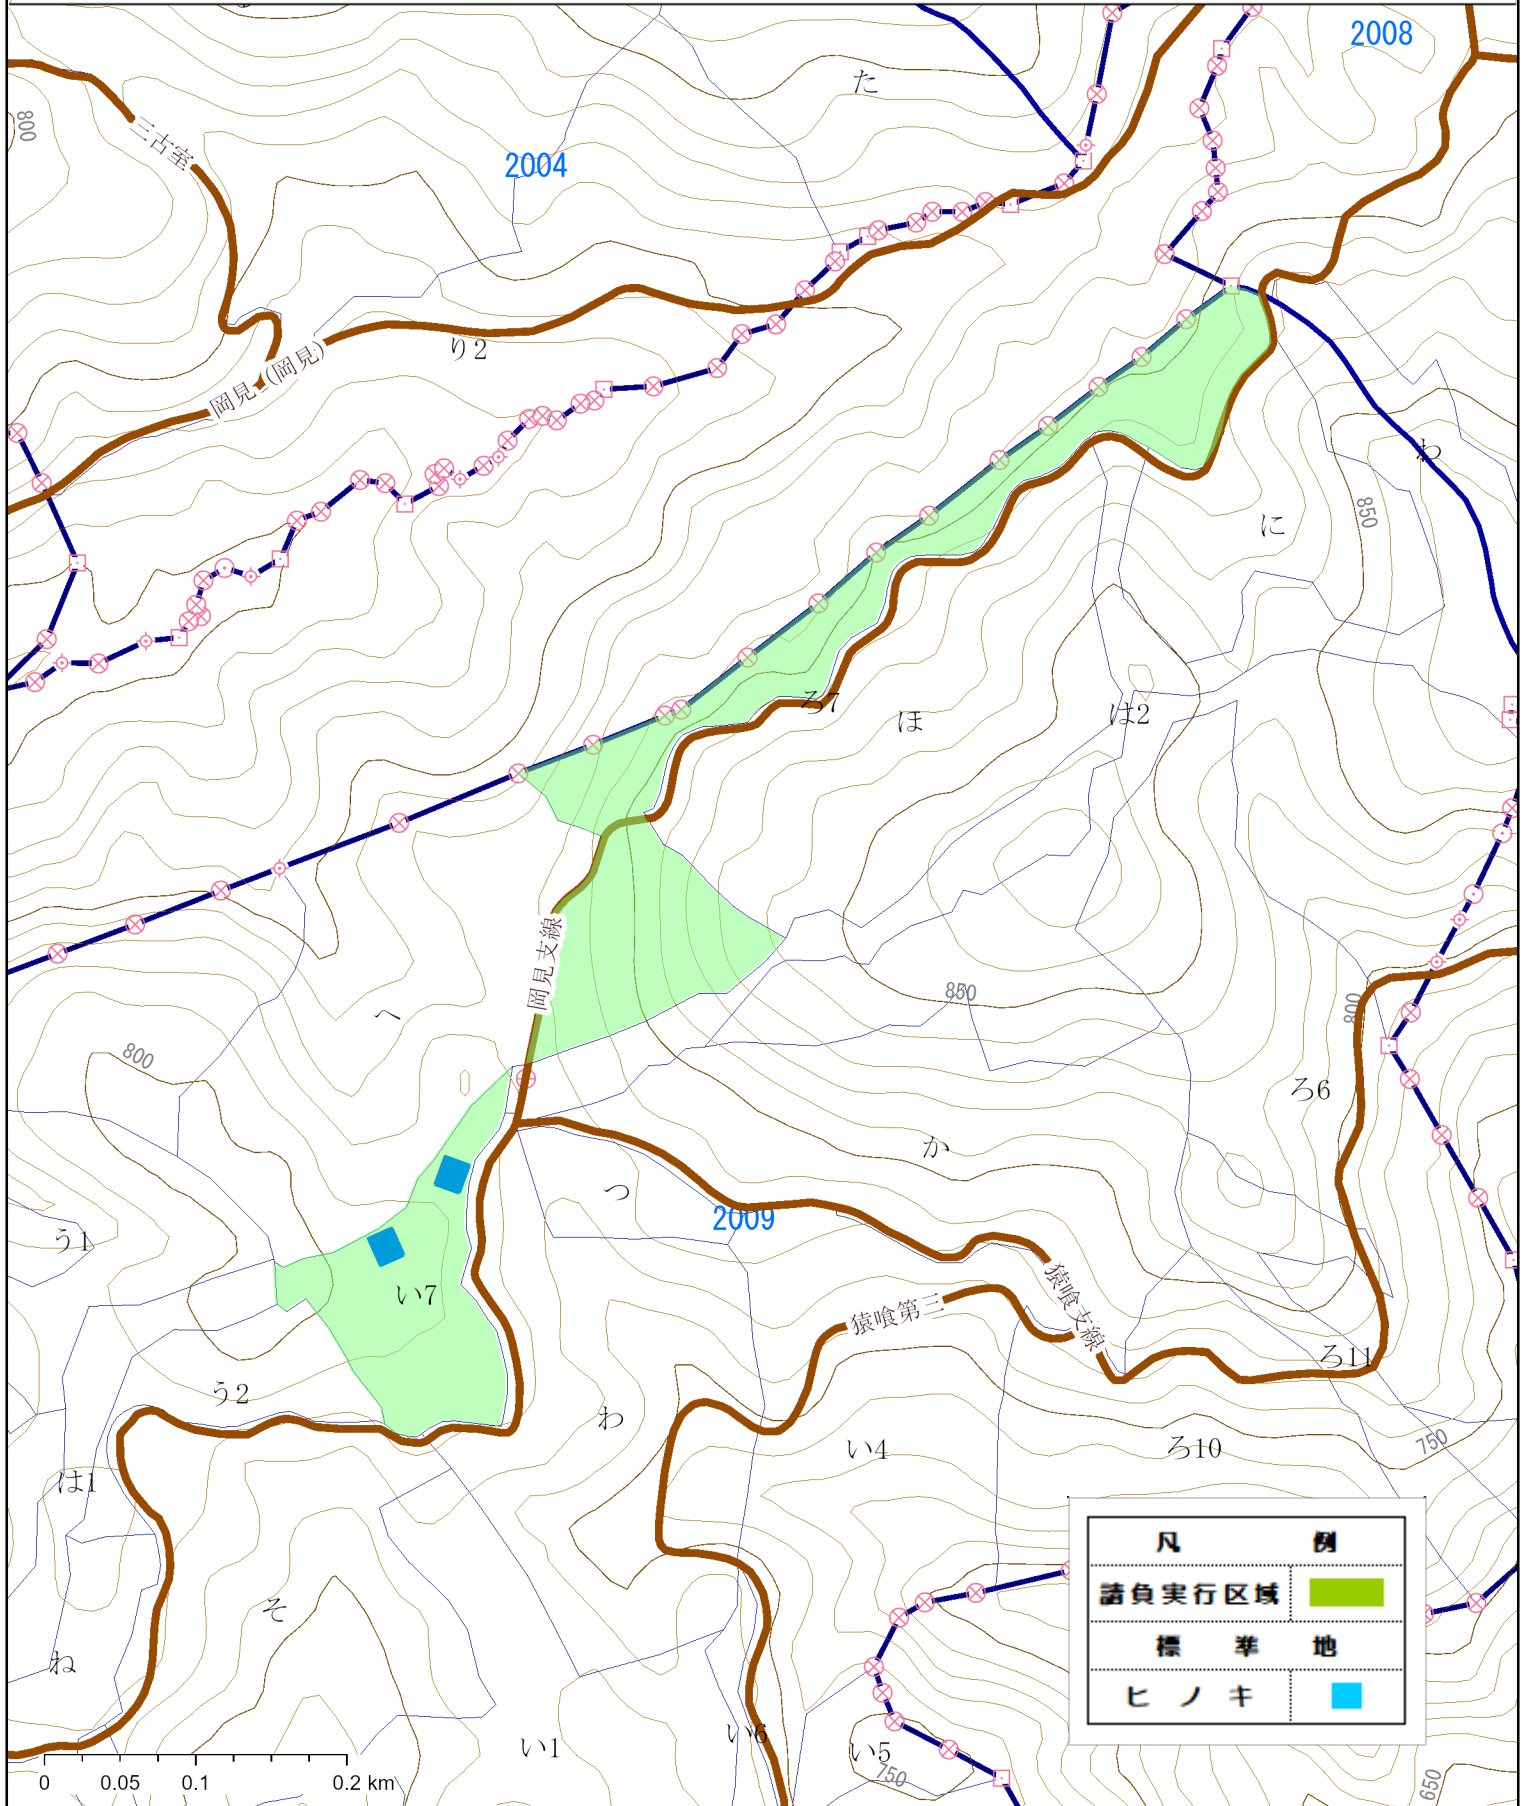 2008
た
800
三古室
2004
り2
岡見 (岡見)
わ
850
に
ろ7
ほ
は2
岡見支線
850
800
へ
800
ろ6
か
つ
2009
う1
い7
猿喰支線
猿喰第三
ろ11
う2
わ
い4
ろ10
750
は1
凡 例
請負実行区域
標 準 地
ヒ ノ キ
そ
ね
い1
い6
い5
750
650
0 0.05 0.1 0.2 km